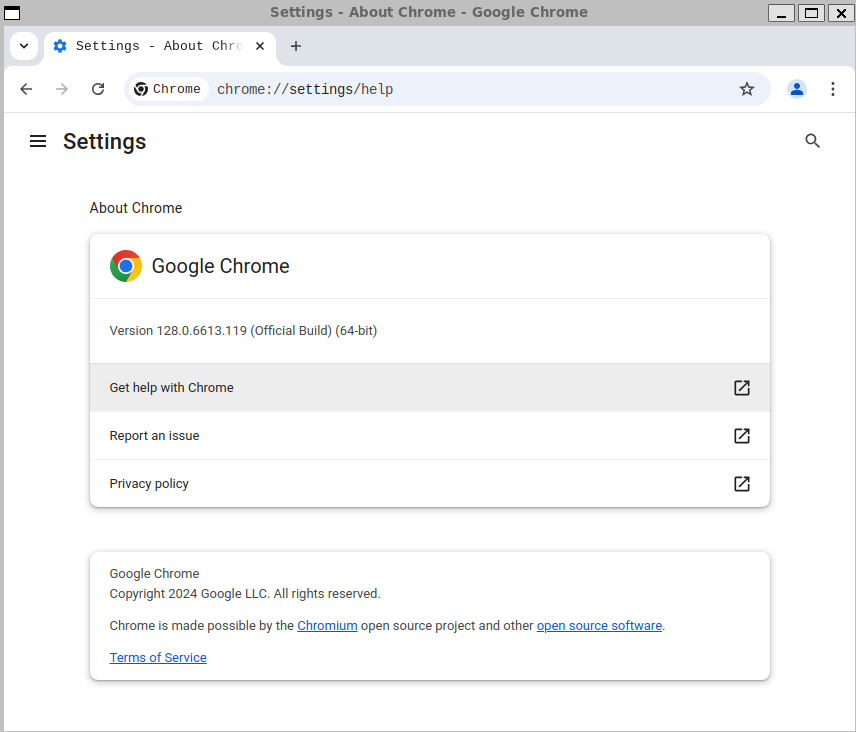 Settings - About Chrome - Google Chrome
Settings - About Chro
Chrome
chrome://settings/help
Settings
About Chrome
Google Chrome
Version 128.0.6613.119 (Official Build) (64-bit)
Get help with Chrome
Report an issue
Privacy policy
Google Chrome
Copyright 2024 Google LLC. All rights reserved.
Chrome is made possible by the Chromium open source project and other open source software.
Terms of Service